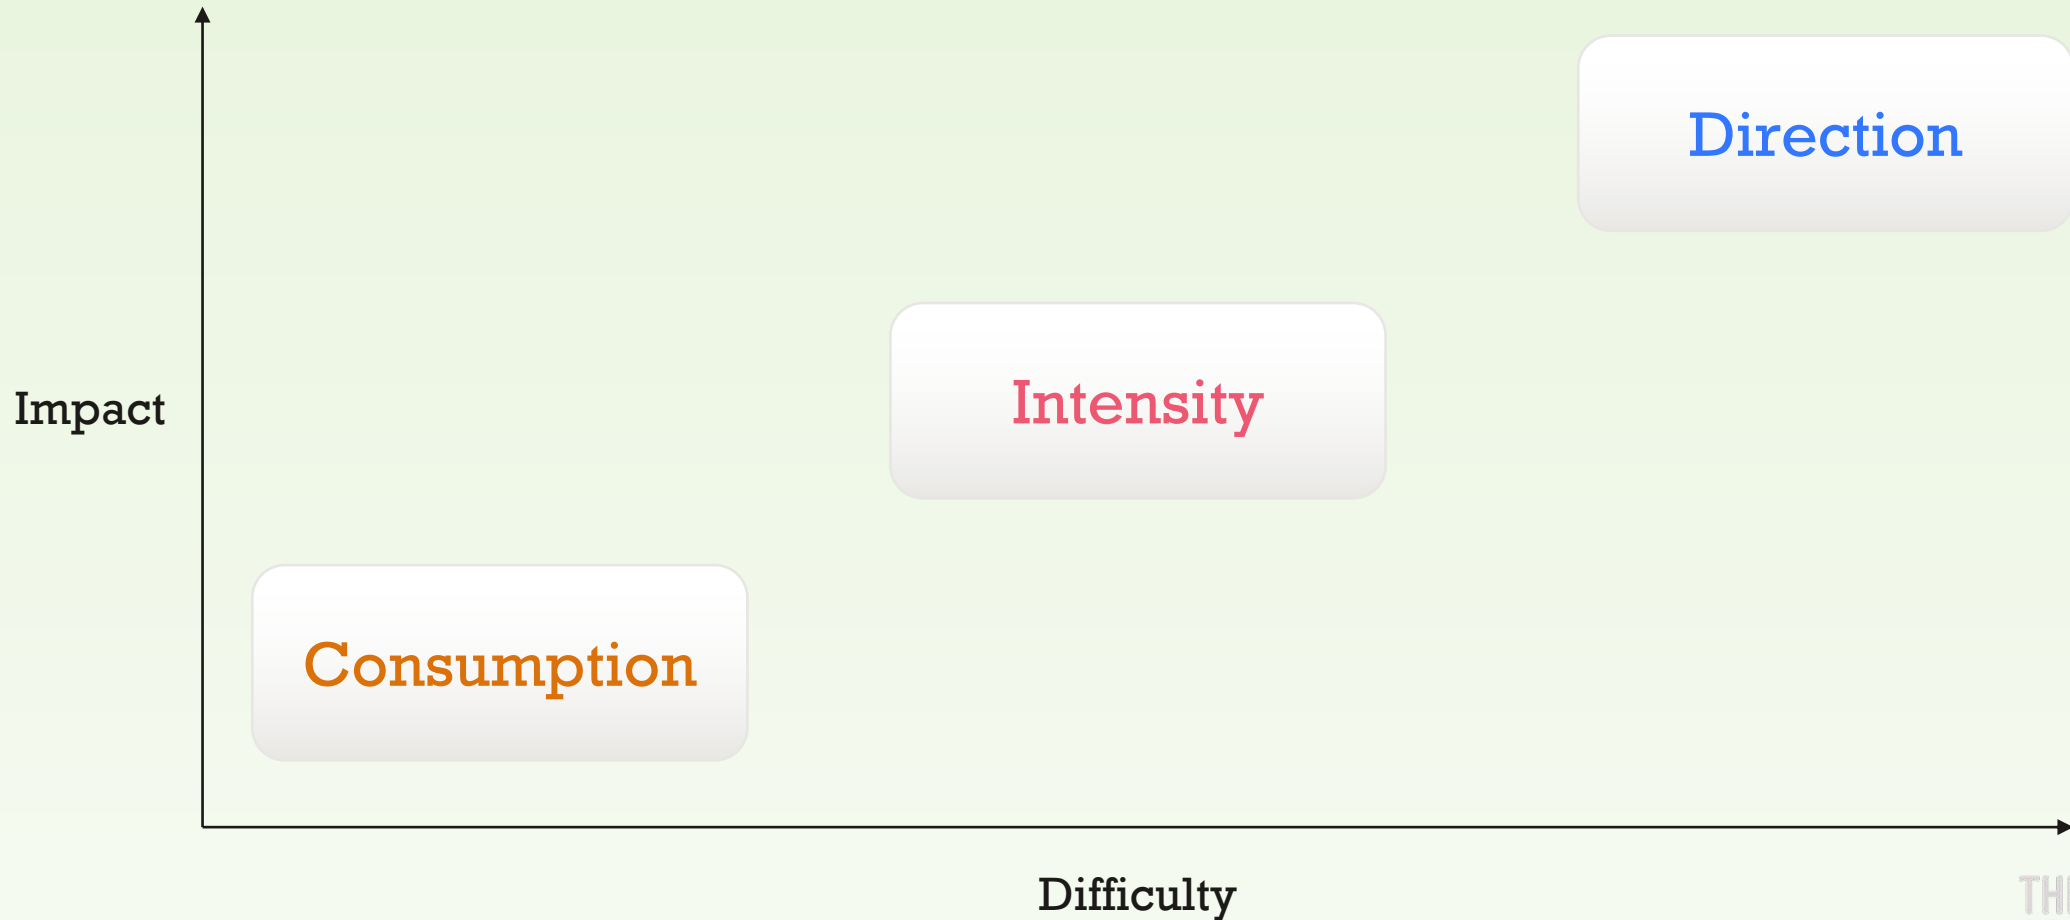 Direction
Intensity
Impact
Consumption
Difficulty